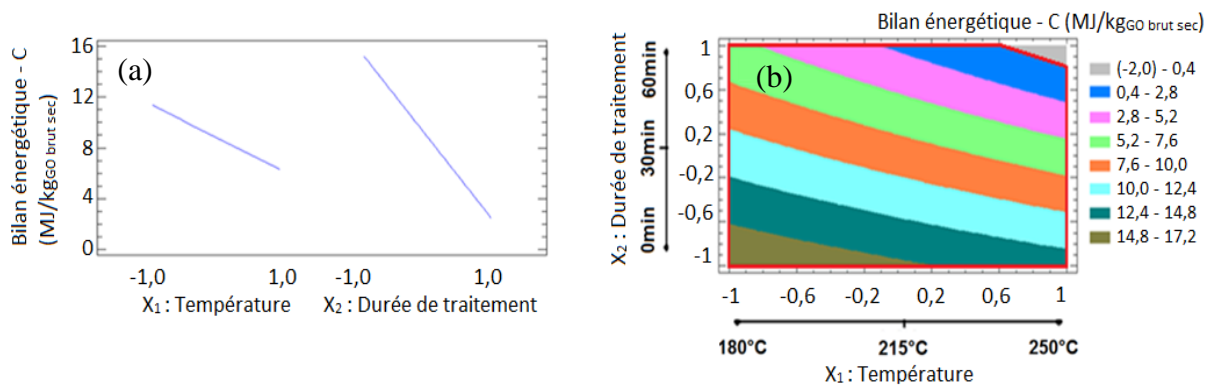 (a)
Bilan énergétique - C
(MJ/kgGO brut sec)
16
12
8
4
0
-1,0
1,0
-1,0
1,0
X1 : Température
X2 : Durée de traitement
(b)
Bilan énergétique - C (MJ/kgGO brut sec)
X2 : Durée de traitement
0min
30min
60min
1
0,6
0,2
-0,2
-0,6
-1
-1
-0,6
-0,2
0,2
0,6
1
180°C
215°C
250°C
X1 : Température
(-2,0) - 0,4
0,4 - 2,8
2,8 - 5,2
5,2 - 7,6
7,6 - 10,0
10,0 - 12,4
12,4 - 14,8
14,8 - 17,2